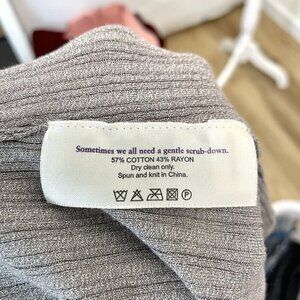 Sometimes we all need a gentle scrub-down.
57% COTTON 43% RAYON
Dry clean only.
Spun and knit in China.
P